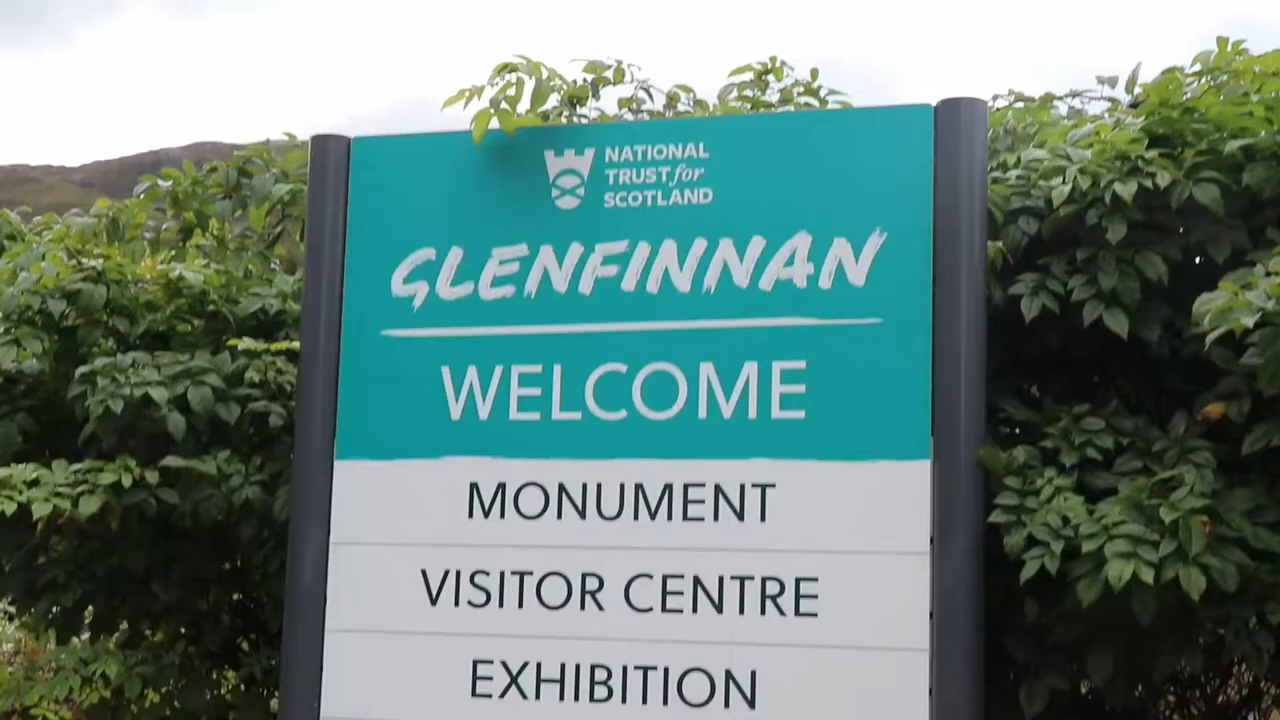 NATIONAL
TRUST for
SCOTLAND
GLENFINNAN
WELCOME
MONUMENT
VISITOR CENTRE
EXHIBITION